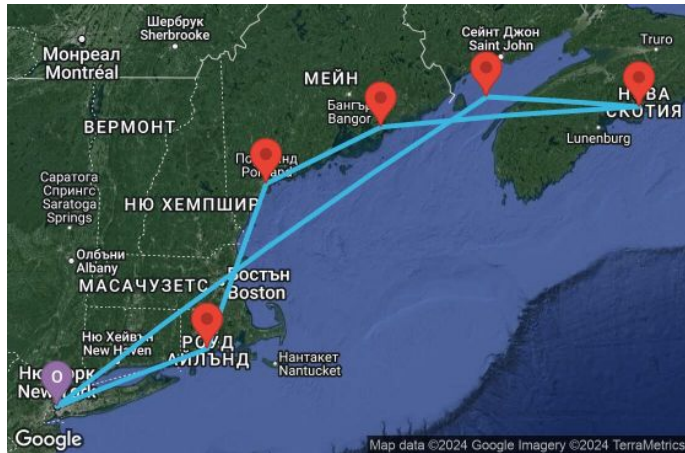 Шербрук
Sherbrooke
Монреал
Montréal
Сейнт Джон
Saint John
Truro
МЕЙН
Bangor
СКОТИЯ
Lunenburg
ВЕРМОНТ
Саратога
Спрингс
Saratoga
Springs
НЮ ХЕМПШИР
Олбъни
Albany
МАСАЧУЗЕТС
Бостън
Boston
Ню Хейвън
New Haven
РОУД
АЙЛЪНД
Нантакет
Nantucket
O
Google
Map data ©2024 Google Imagery ©2024 TerraMetrics